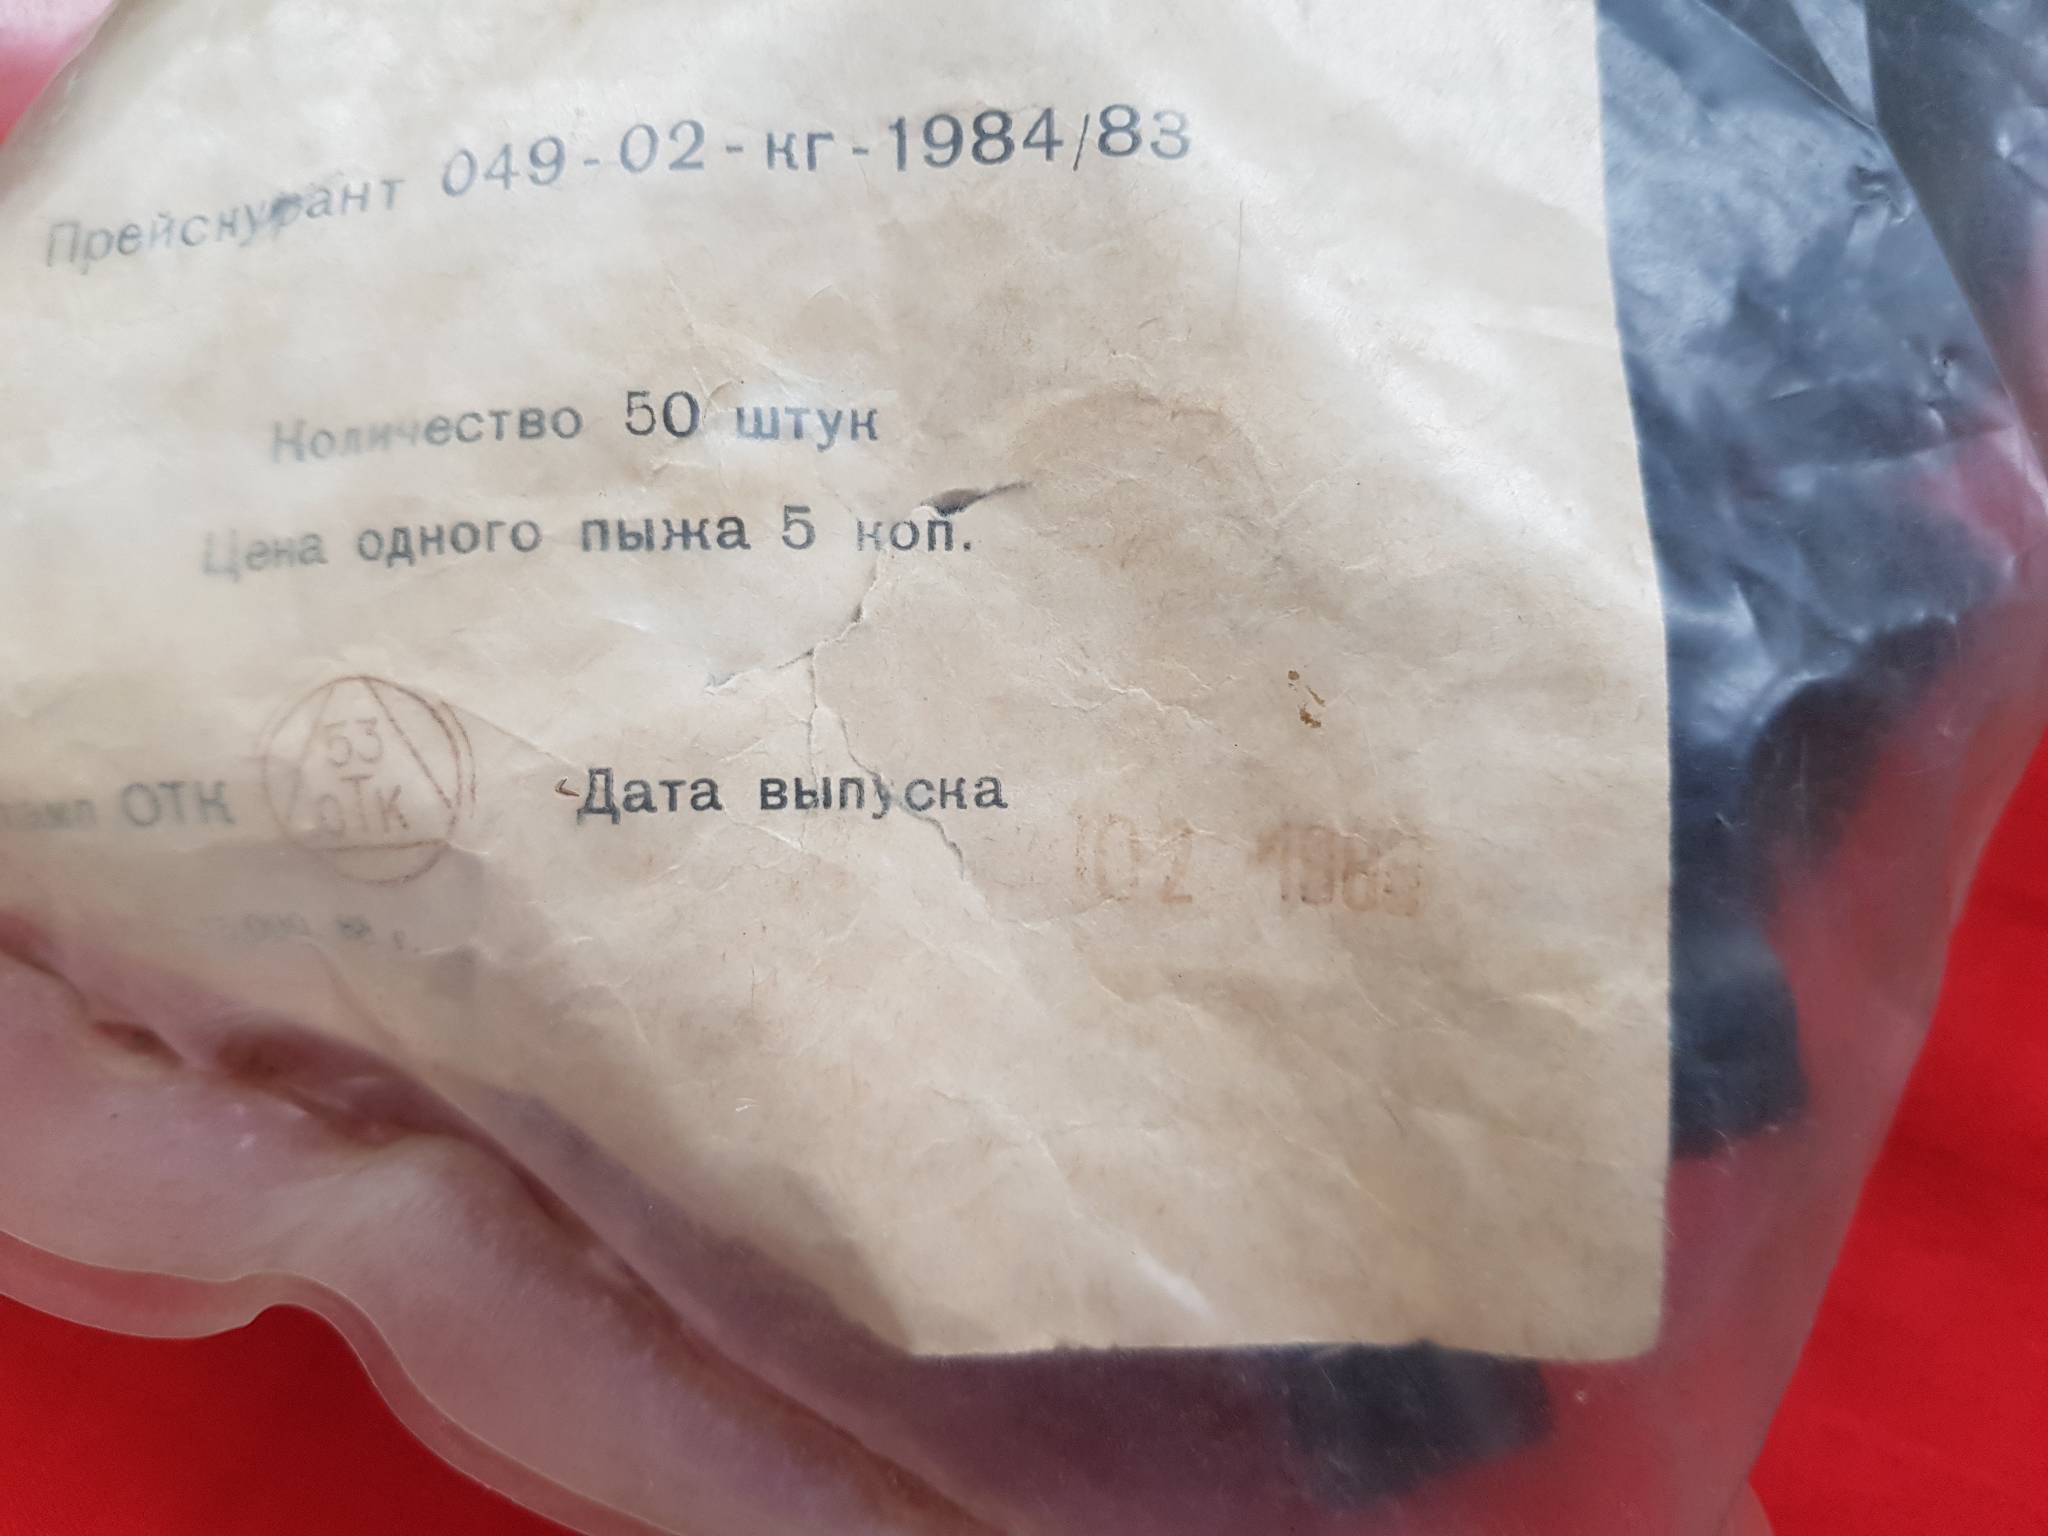 Прейскурант 049-02-кг-1984/83
Количество 50 штук
Цена одного пыжа 5 коп.
ОТК
53
ОТК
Дата выпуска
02